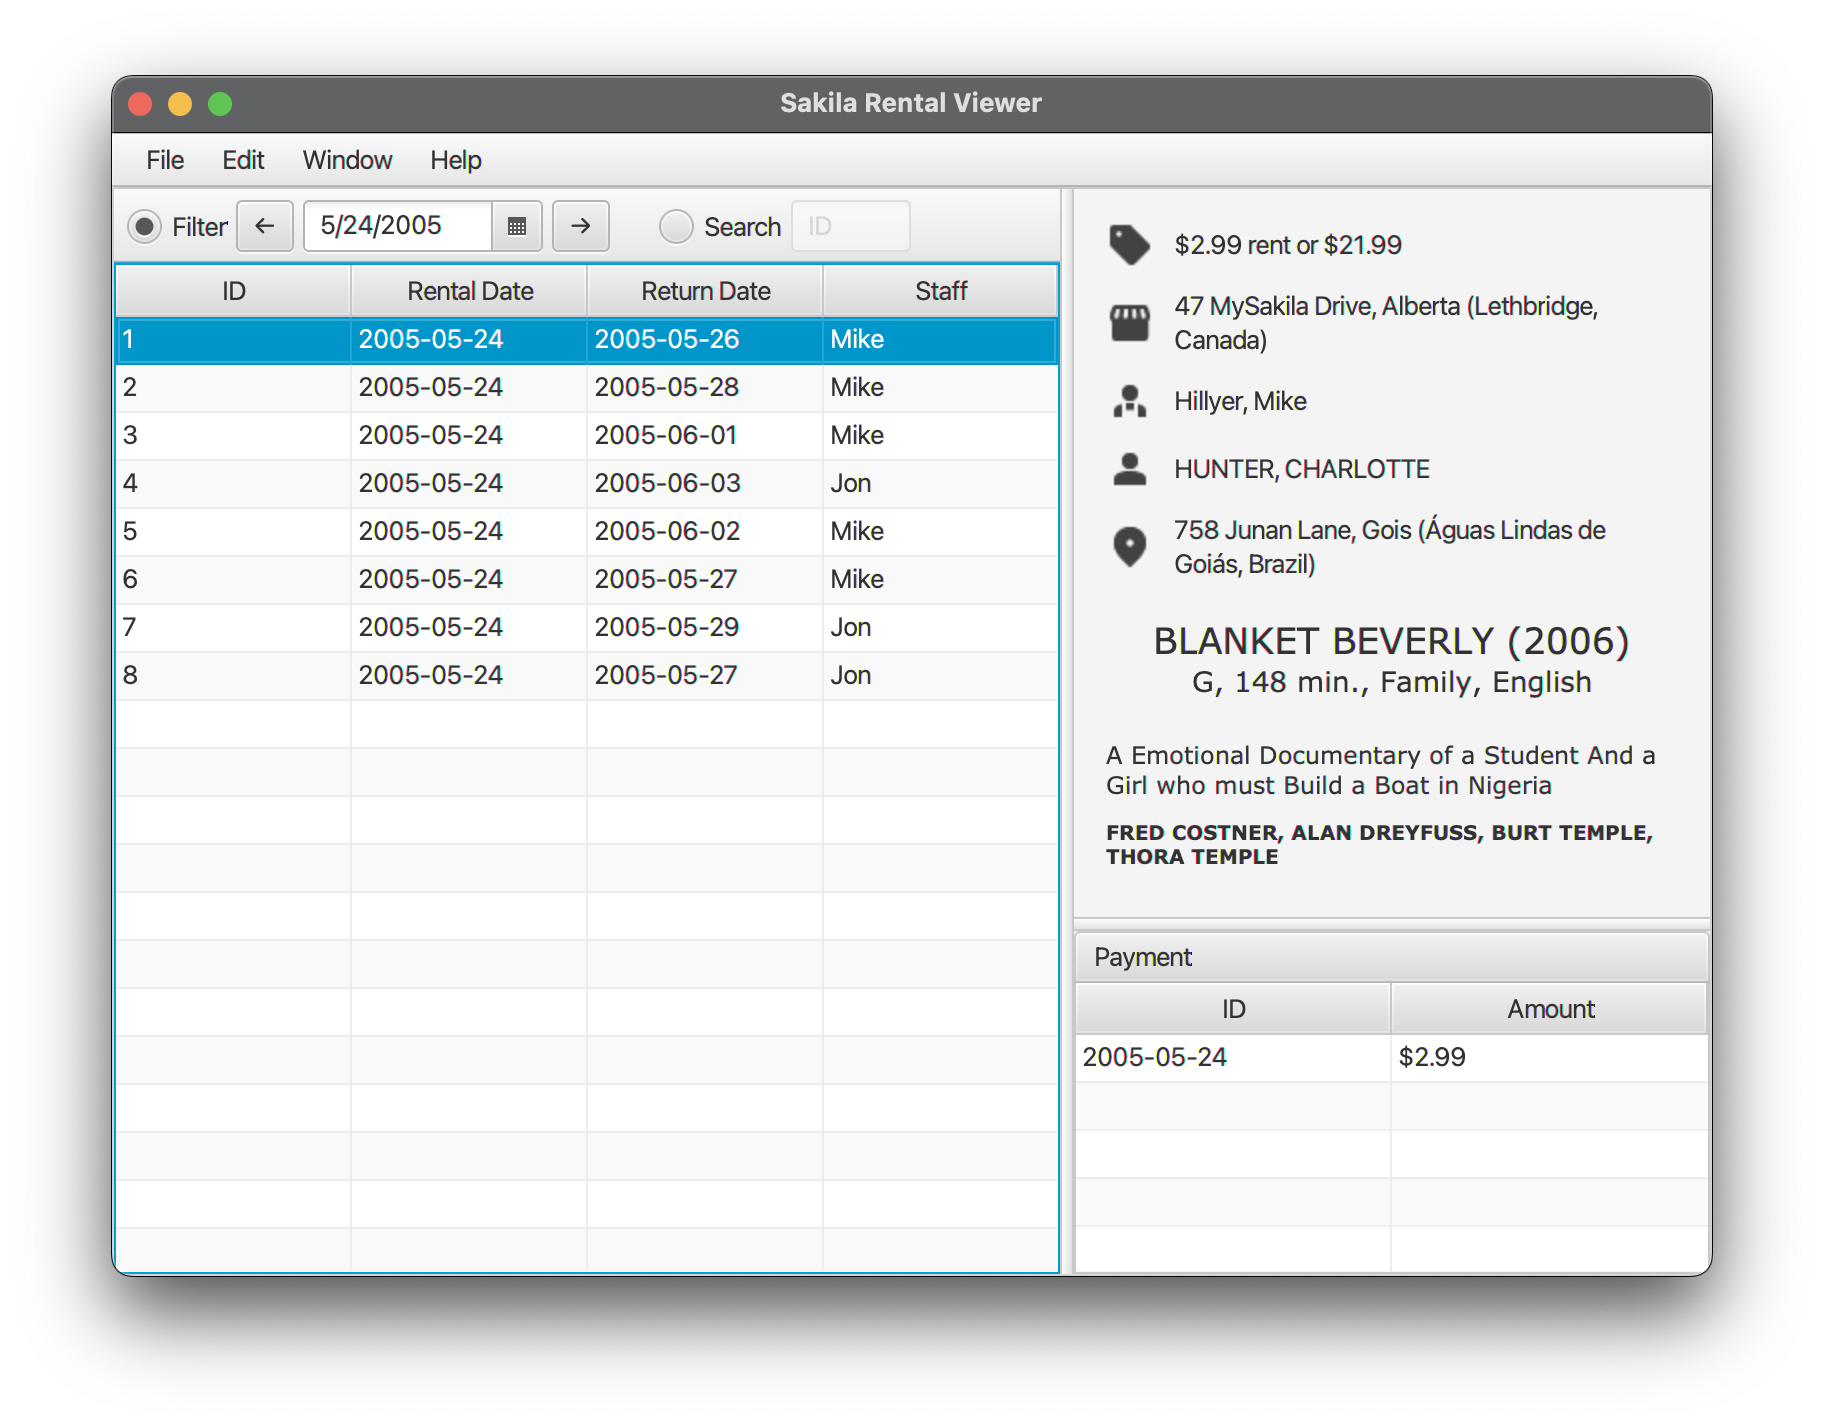 Sakila Rental Viewer
File Edit Window Help
Filter 5/24/2005 Search ID
ID Rental Date Return Date Staff
1 2005-05-24 2005-05-26 Mike
2 2005-05-24 2005-05-28 Mike
3 2005-05-24 2005-06-01 Mike
4 2005-05-24 2005-06-03 Jon
5 2005-05-24 2005-06-02 Mike
6 2005-05-24 2005-05-27 Mike
7 2005-05-24 2005-05-29 Jon
8 2005-05-24 2005-05-27 Jon
$2.99 rent or $21.99
47 MySakila Drive, Alberta (Lethbridge,
Canada)
Hillyer, Mike
HUNTER, CHARLOTTE
758 Junan Lane, Gois (Águas Lindas de
Goiás, Brazil)
BLANKET BEVERLY (2006)
G, 148 min., Family, English
A Emotional Documentary of a Student And a
Girl who must Build a Boat in Nigeria
FRED COSTNER, ALAN DREYFUSS, BURT TEMPLE,
THORA TEMPLE
Payment
ID Amount
2005-05-24 $2.99